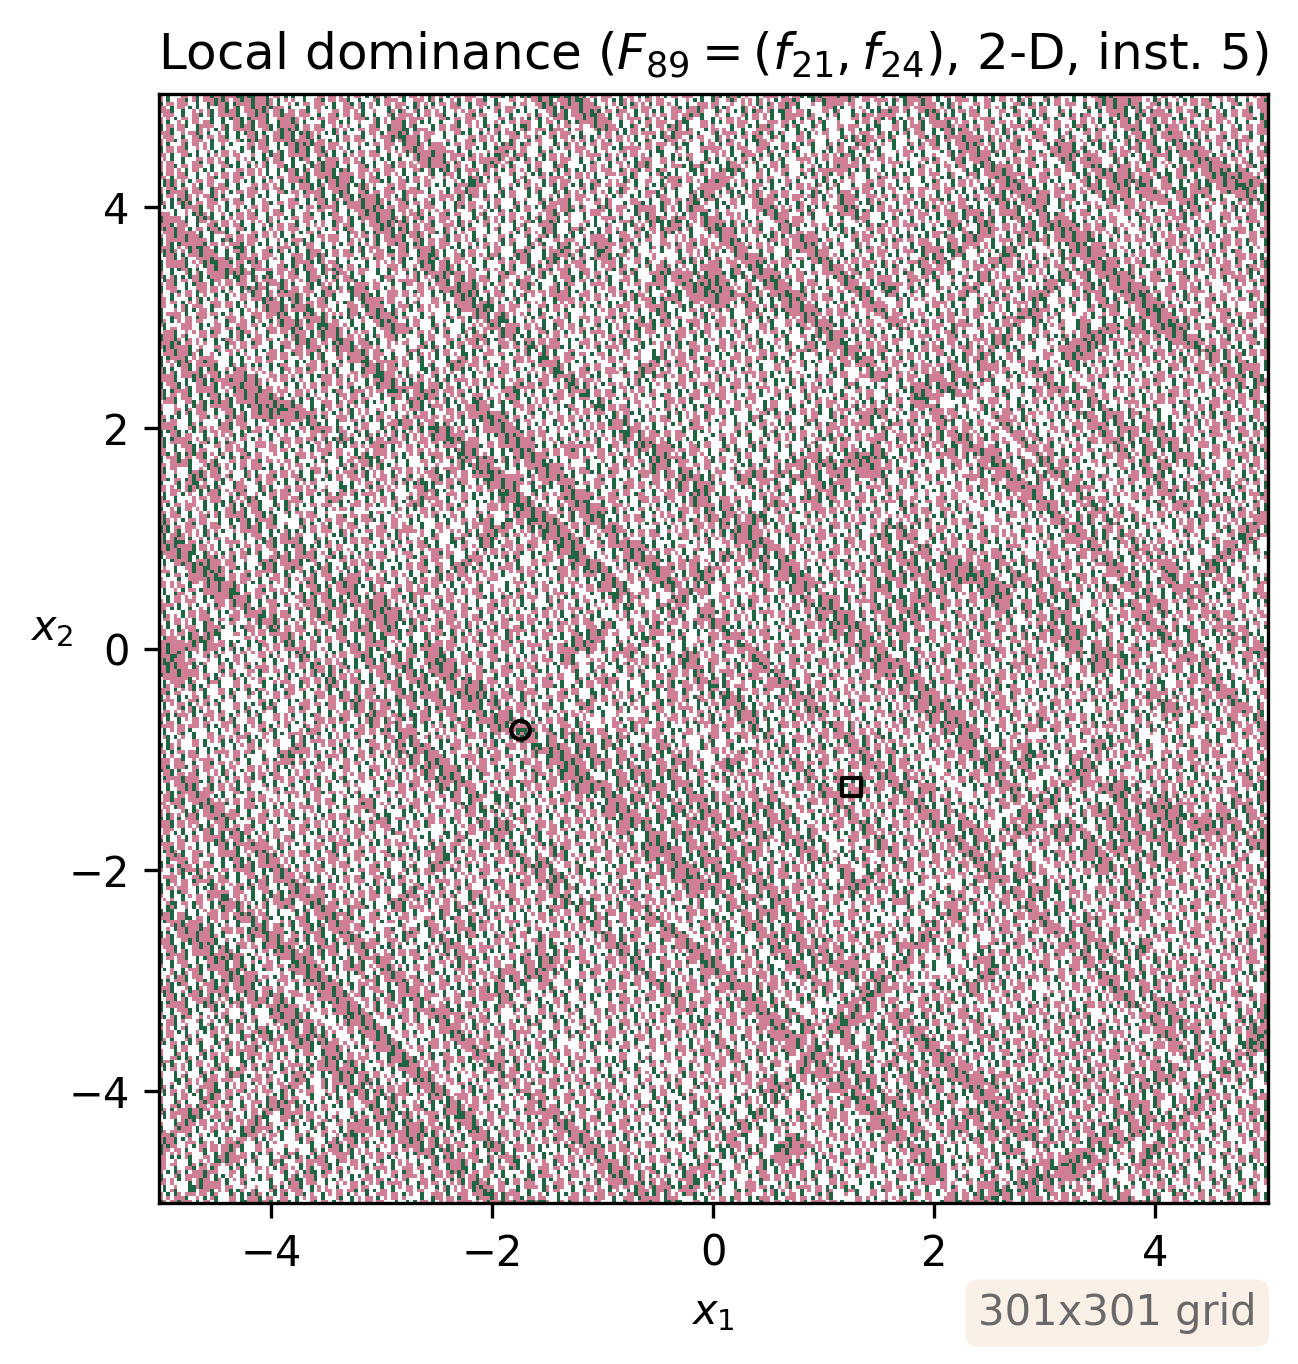 Local dominance (F₈₉ = (f₂₁, f₂₄), 2-D, inst. 5)
4
2
x₂ 0
−2
−4
−4 −2 0 2 4
x₁
301x301 grid